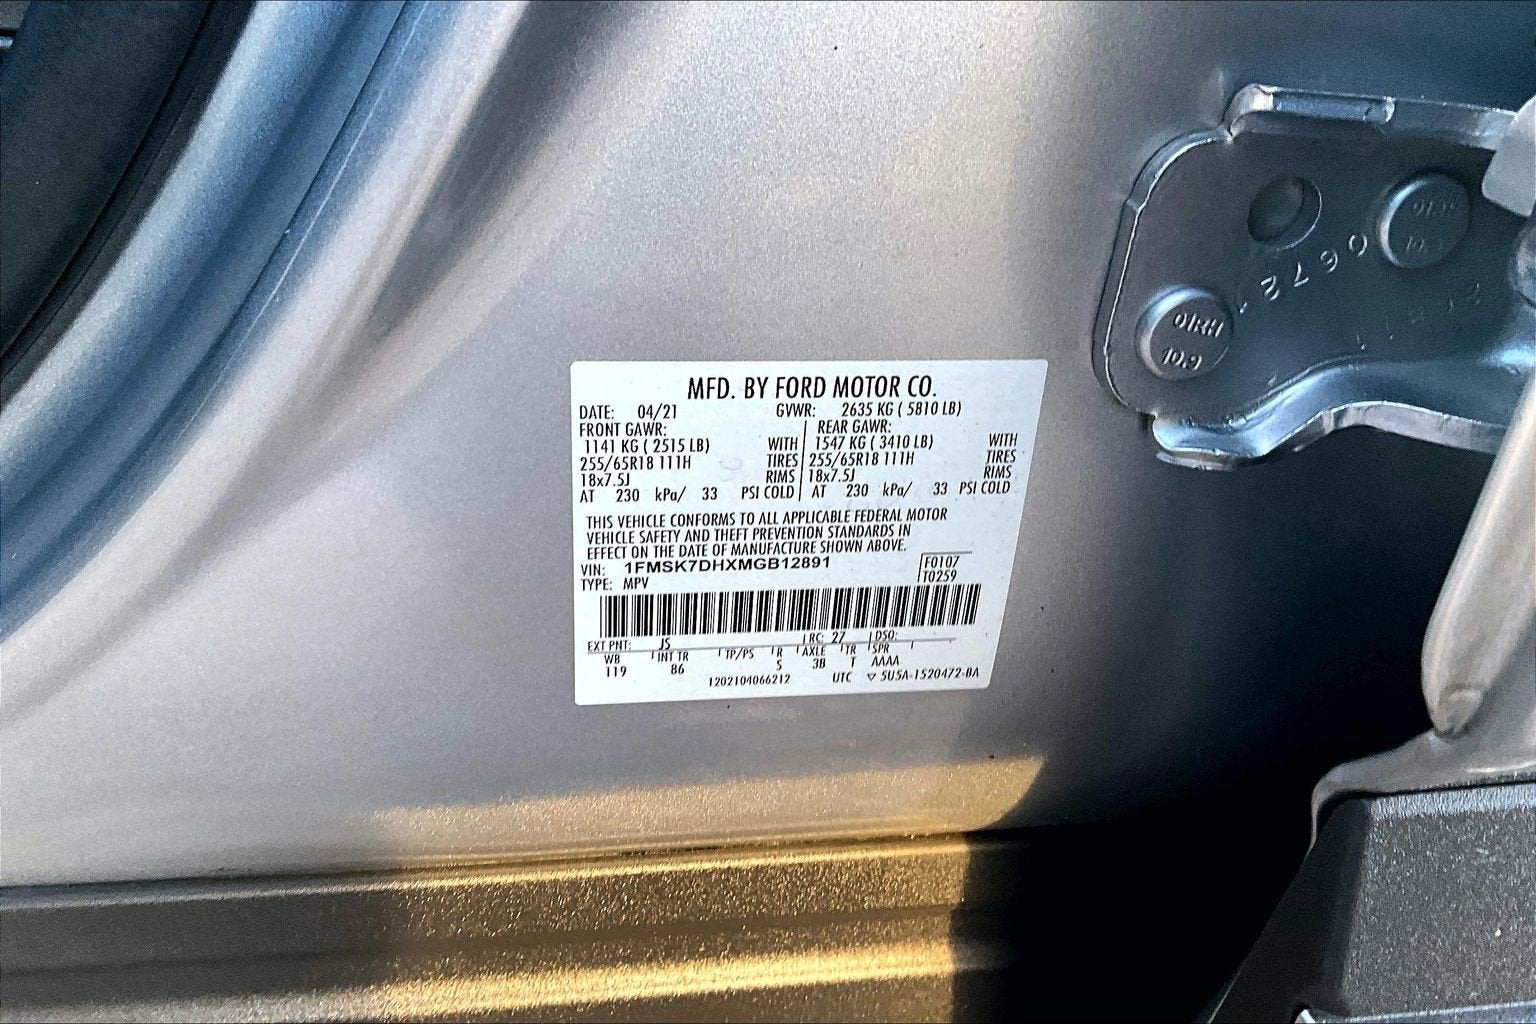 MFD. BY FORD MOTOR CO.
DATE: 04/21 GVWR: 2635 KG ( 5810 LB)
FRONT GAWR: REAR GAWR:
1141 KG ( 2515 LB) WITH 1547 KG ( 3410 LB) WITH
255/65R18 111H TIRES 255/65R18 111H TIRES
18x7.5J RIMS 18x7.5J RIMS
AT 230 kPa/ 33 PSI COLD AT 230 kPa/ 33 PSI COLD
THIS VEHICLE CONFORMS TO ALL APPLICABLE FEDERAL MOTOR
VEHICLE SAFETY AND THEFT PREVENTION STANDARDS IN
EFFECT ON THE DATE OF MANUFACTURE SHOWN ABOVE.
VIN: 1FMSK7DHXMGB12891 F0107
TYPE: MPV T0259
EXT PNT: JS RC: 27 DSO:
WB INT TR TP/PS R AXLE TR SPR
119 B6 S 3B T AAAA
1202104066212 UTC ▽ 5U5A-1520472-BA
10.9